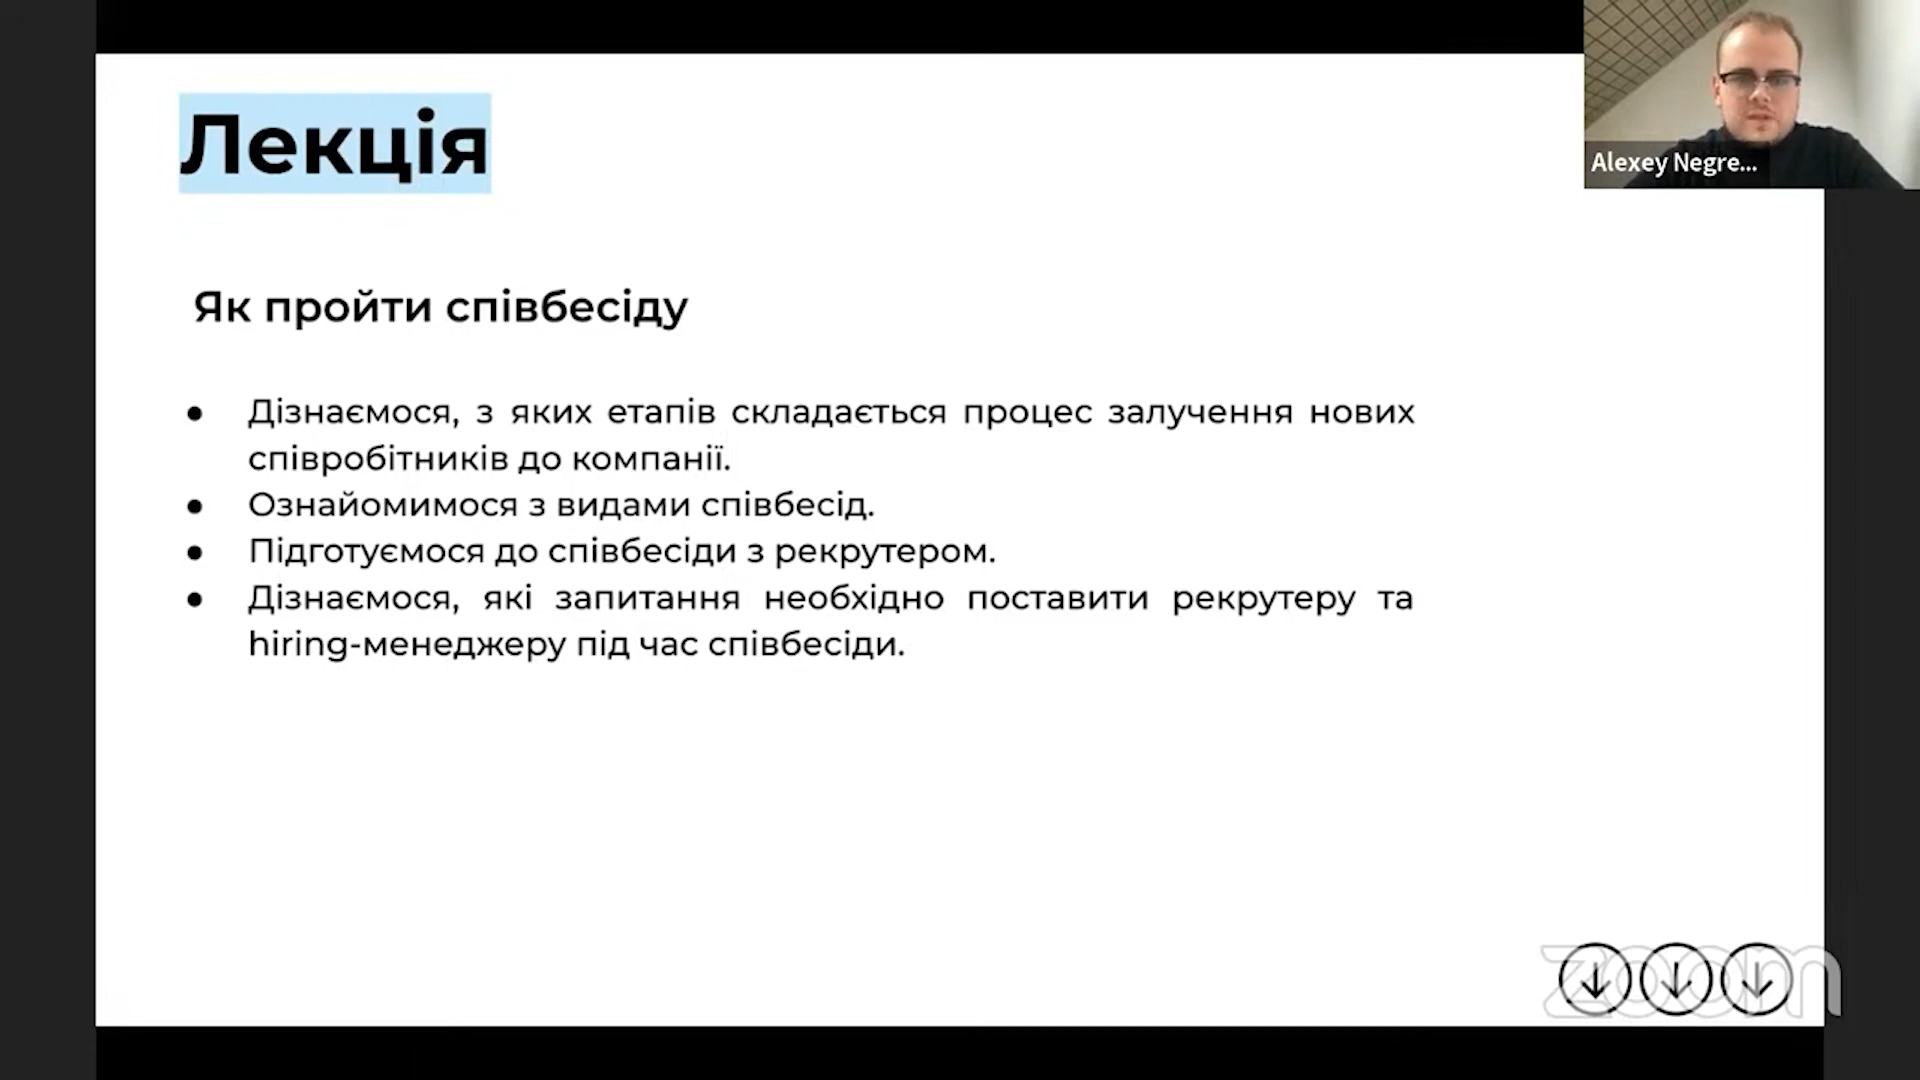 Лекція
Alexey Negre...
Як пройти співбесіду
● Дізнаємося, з яких етапів складається процес залучення нових
співробітників до компанії.
● Ознайомимося з видами співбесід.
● Підготуємося до співбесіди з рекрутером.
● Дізнаємося, які запитання необхідно поставити рекрутеру та
hiring-менеджеру під час співбесіди.
zoom